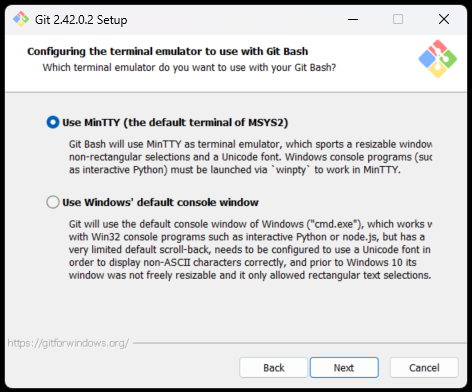 Git 2.42.0.2 Setup
Configuring the terminal emulator to use with Git Bash
Which terminal emulator do you want to use with your Git Bash?
Use MinTTY (the default terminal of MSYS2)
Git Bash will use MinTTY as terminal emulator, which sports a resizable window,
non-rectangular selections and a Unicode font. Windows console programs (suc
as interactive Python) must be launched via `winpty` to work in MinTTY.
Use Windows' default console window
Git will use the default console window of Windows ("cmd.exe"), which works w
with Win32 console programs such as interactive Python or node.js, but has a
very limited default scroll-back, needs to be configured to use a Unicode font in
order to display non-ASCII characters correctly, and prior to Windows 10 its
window was not freely resizable and it only allowed rectangular text selections.
https://gitforwindows.org/
Back
Next
Cancel